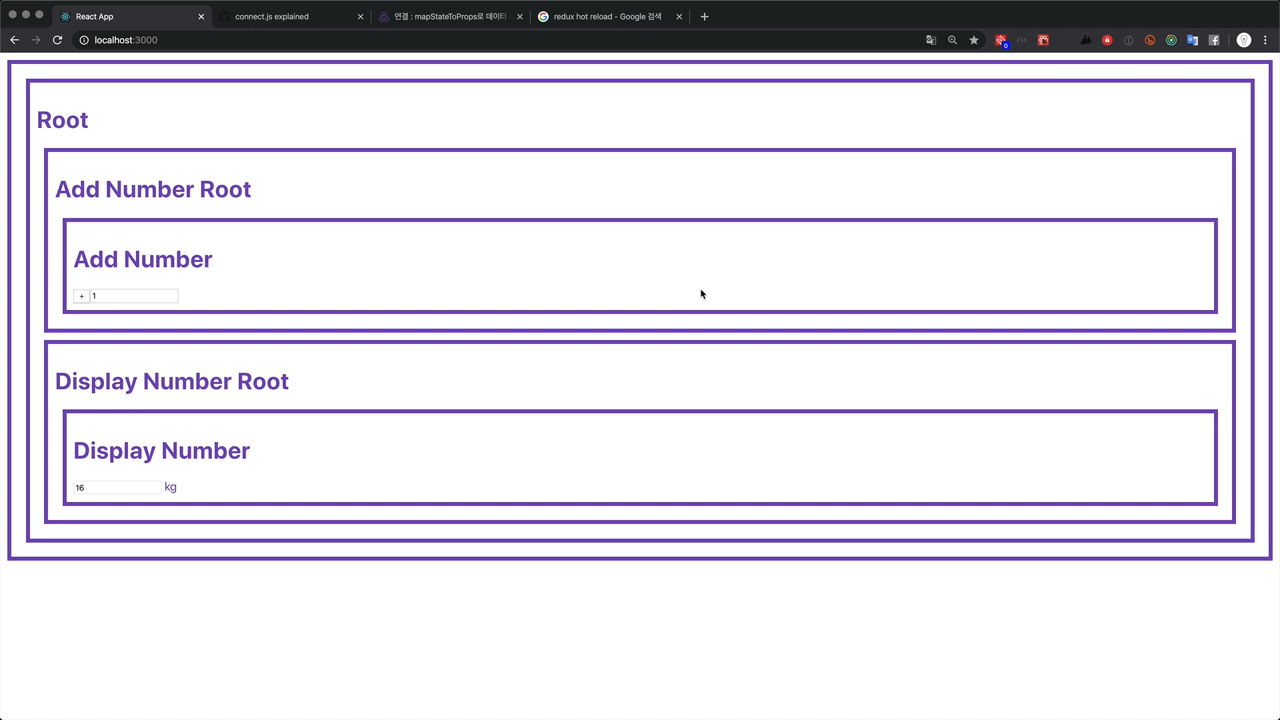 React App
connect.js explained
연결 : mapStateToProps로 데이터
redux hot reload - Google 검색
localhost:3000
Root
Add Number Root
Add Number
+ 1
Display Number Root
Display Number
16 kg